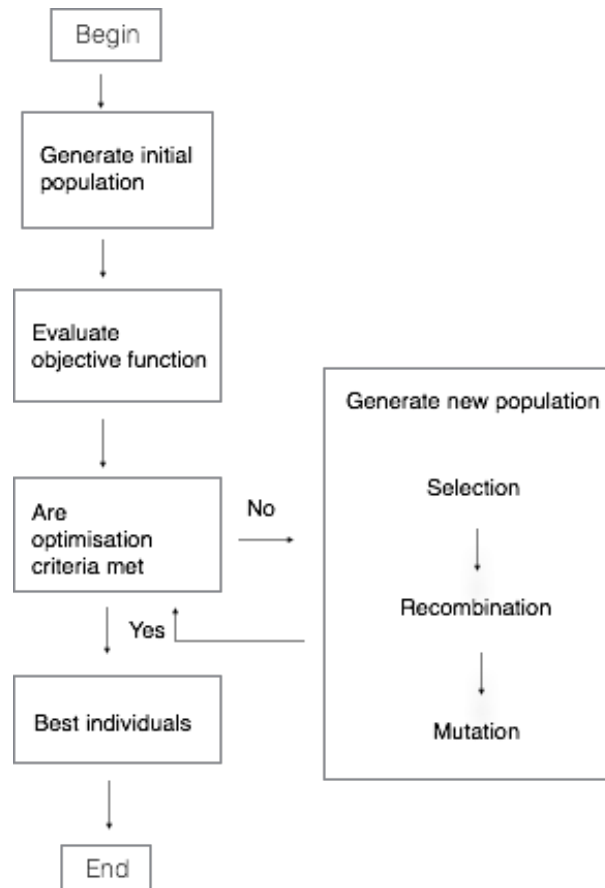 Begin
Generate initial
population
Evaluate
objective function
Are
optimisation
criteria met
No
Yes
Best individuals
End
Generate new population
Selection
Recombination
Mutation